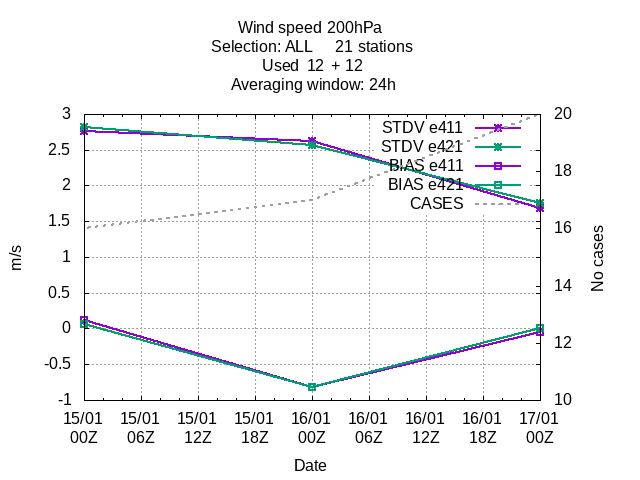 Wind speed 200hPa
Selection: ALL 21 stations
Used 12 + 12
Averaging window: 24h
3
2.5
2
1.5
1
0.5
0
-0.5
-1
m/s
STDV e411
STDV e421
BIAS e411
BIAS e421
CASES
20
18
16
14
12
10
No cases
15/01 15/01 15/01 15/01 16/01 16/01 16/01 16/01 17/01
00Z 06Z 12Z 18Z 00Z 06Z 12Z 18Z 00Z
Date